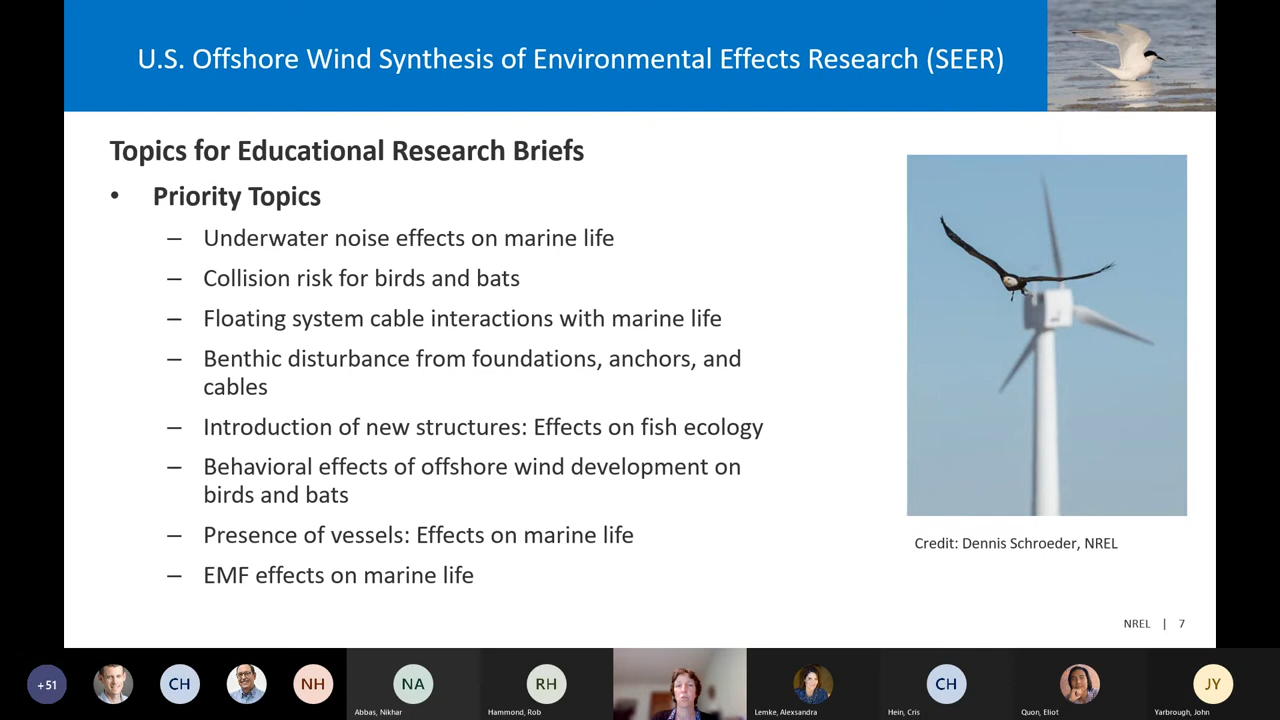 U.S. Offshore Wind Synthesis of Environmental Effects Research (SEER)
Topics for Educational Research Briefs
• Priority Topics
– Underwater noise effects on marine life
– Collision risk for birds and bats
– Floating system cable interactions with marine life
– Benthic disturbance from foundations, anchors, and
cables
– Introduction of new structures: Effects on fish ecology
– Behavioral effects of offshore wind development on
birds and bats
– Presence of vessels: Effects on marine life
– EMF effects on marine life
Credit: Dennis Schroeder, NREL
NREL | 7
+51
CH
NH
NA
Abbas, Nikhar
RH
Hammond, Rob
Lemke, Alexsandra
CH
Hein, Cris
Quon, Eliot
JY
Yarbrough, John